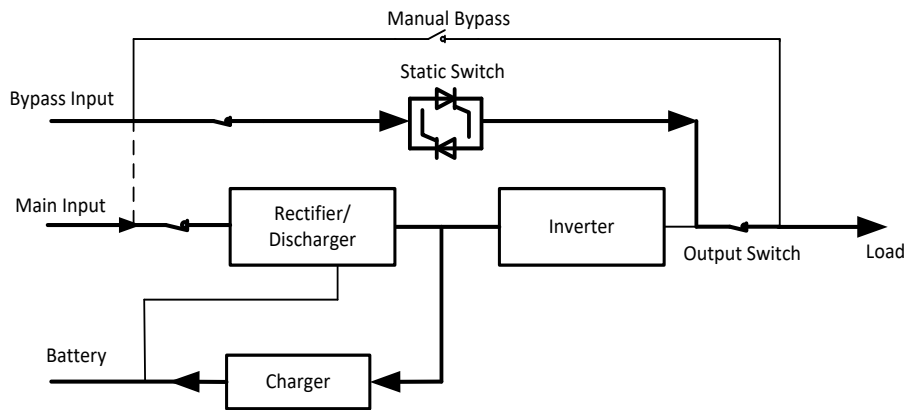 Manual Bypass
Static Switch
Bypass Input
Main Input
Rectifier/
Discharger
Inverter
Output Switch
Load
Battery
Charger